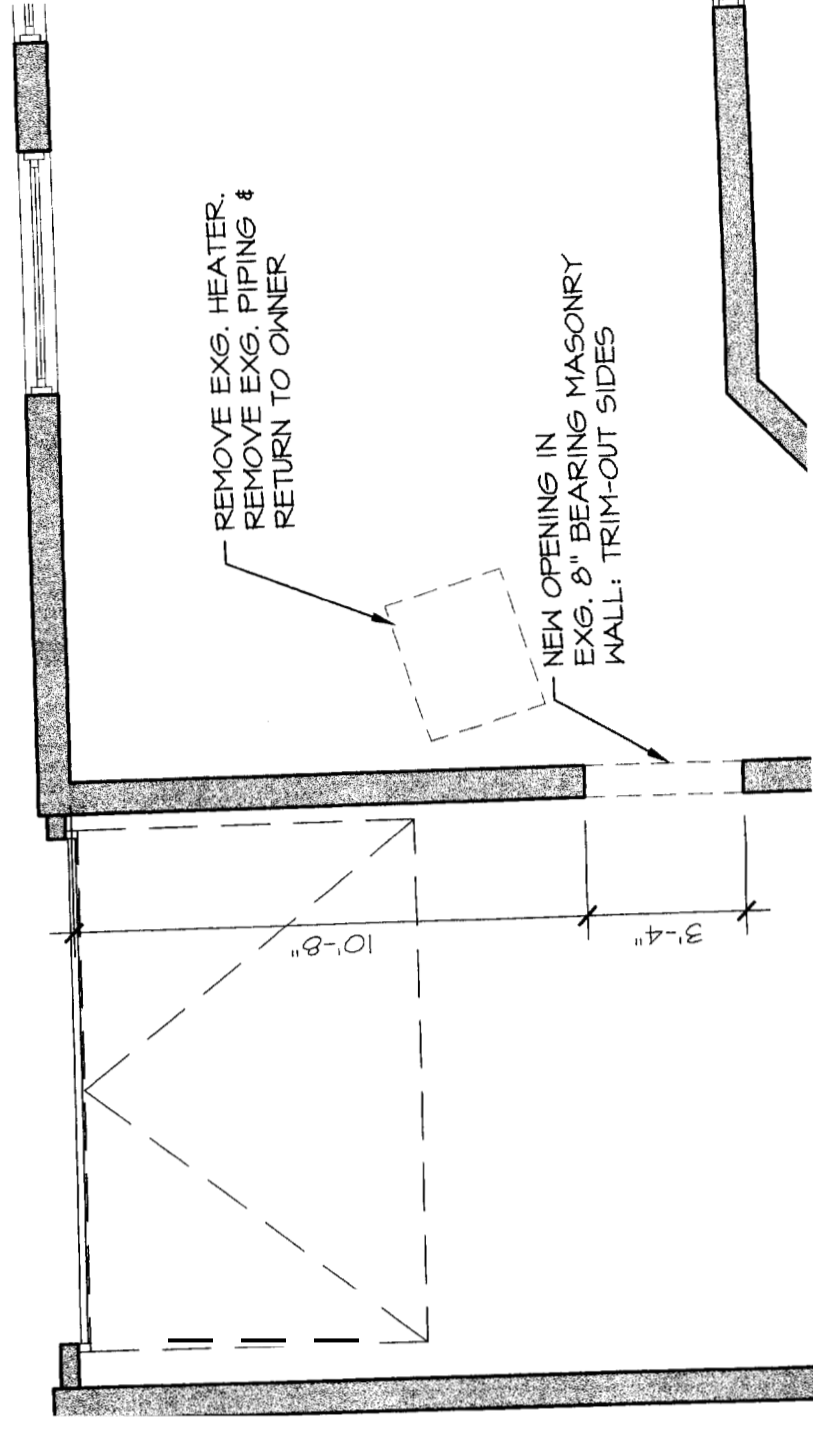 REMOVE EXG. HEATER.
REMOVE EXG. PIPING &
RETURN TO OWNER
NEW OPENING IN
EXG. 8" BEARING MASONRY
WALL: TRIM-OUT SIDES
10'-8"
3'-4"